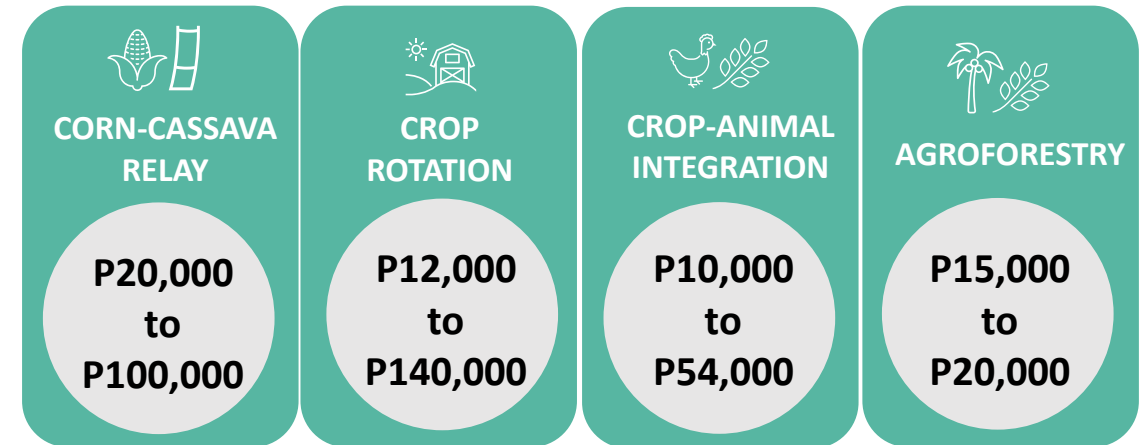 CORN-CASSAVA
RELAY
P20,000
to
P100,000
CROP
ROTATION
P12,000
to
P140,000
CROP-ANIMAL
INTEGRATION
P10,000
to
P54,000
AGROFORESTRY
P15,000
to
P20,000